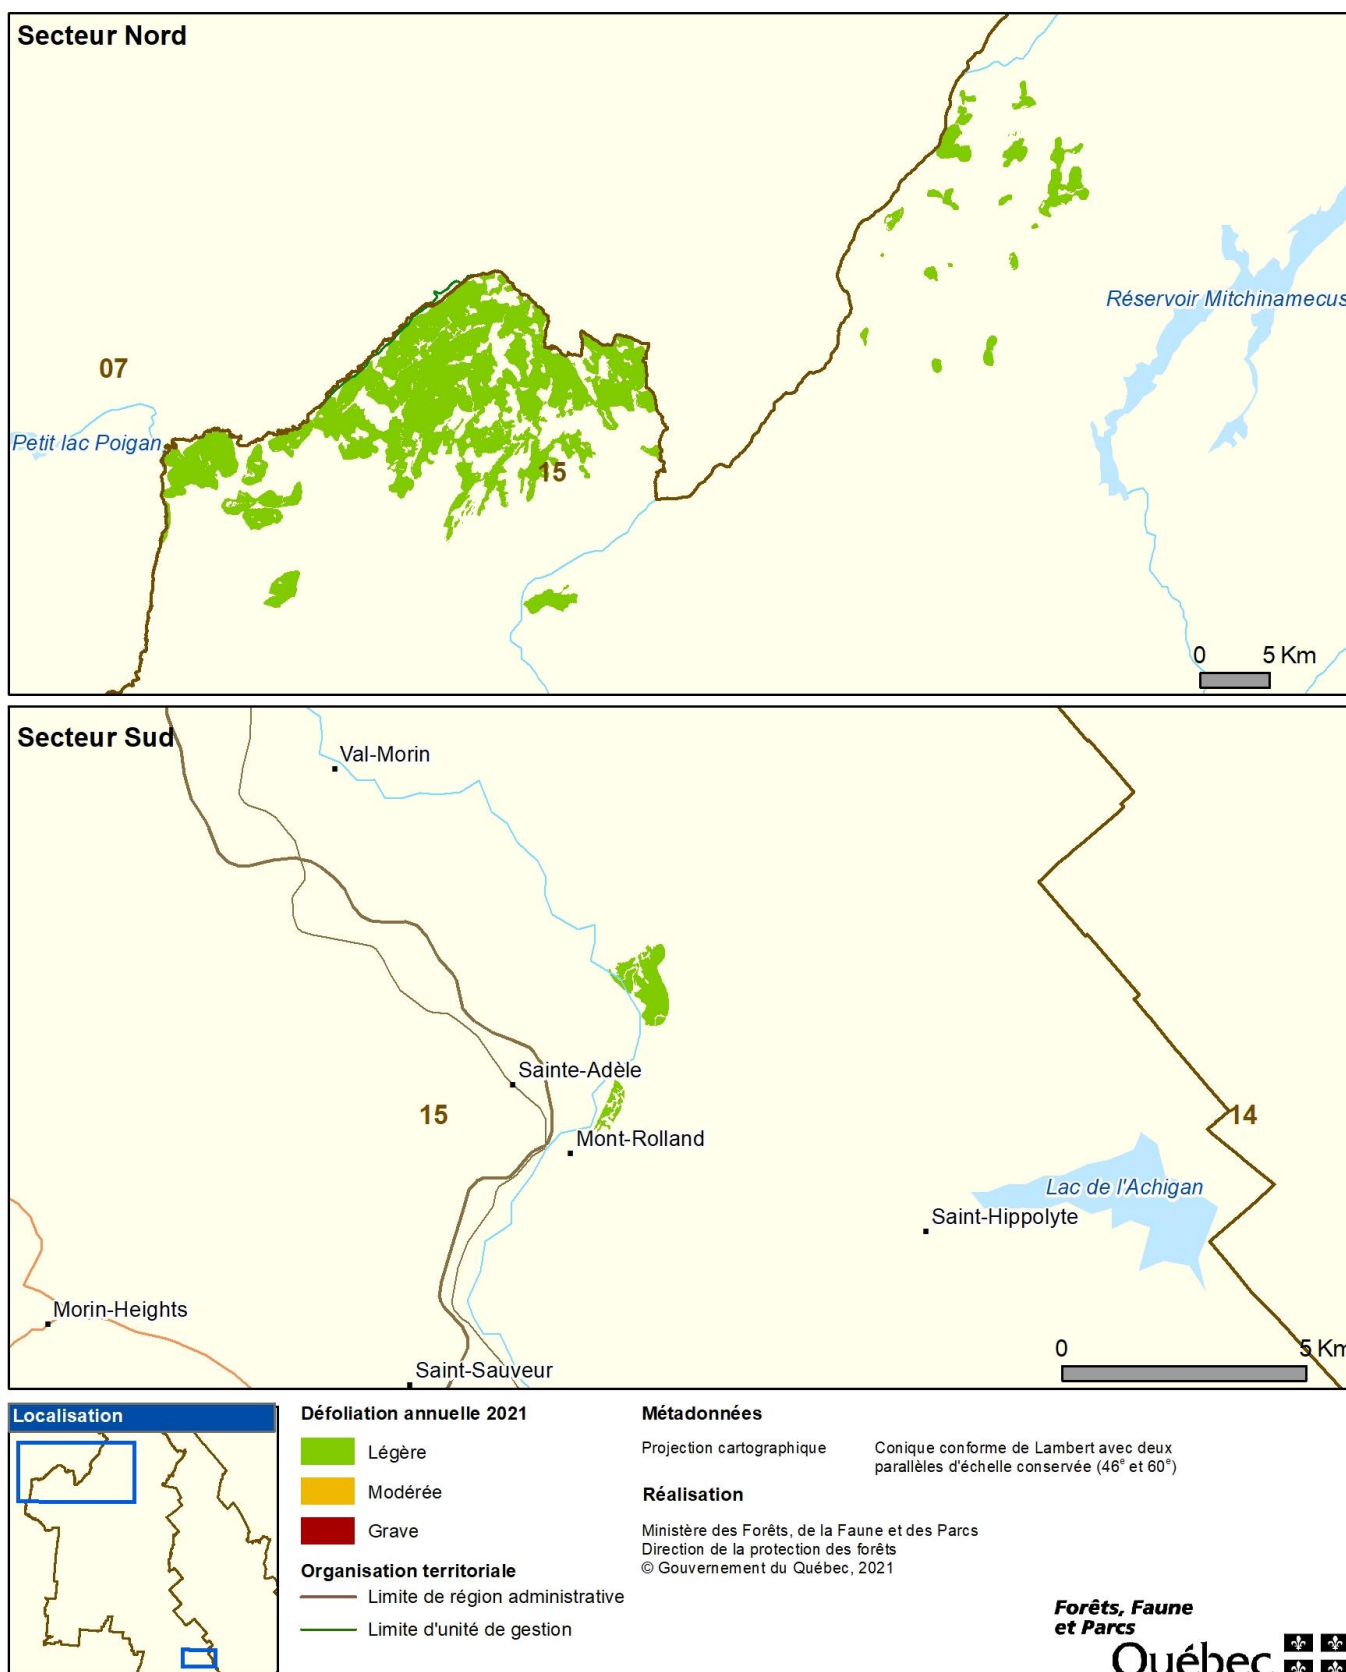 Secteur Nord
Réservoir Mitchinamecus
07
Petit lac Poigan
15
0 5 Km
Secteur Sud
Val-Morin
Sainte-Adèle
15
14
Mont-Rolland
Lac de l'Achigan
Saint-Hippolyte
Morin-Heights
0 5 Km
Saint-Sauveur
Localisation
Défoliation annuelle 2021
Légère
Modérée
Grave
Organisation territoriale
Limite de région administrative
Limite d'unité de gestion
Métadonnées
Projection cartographique Conique conforme de Lambert avec deux
parallèles d'échelle conservée (46e et 60e)
Réalisation
Ministère des Forêts, de la Faune et des Parcs
Direction de la protection des forêts
© Gouvernement du Québec, 2021
Forêts, Faune
et Parcs
Québec